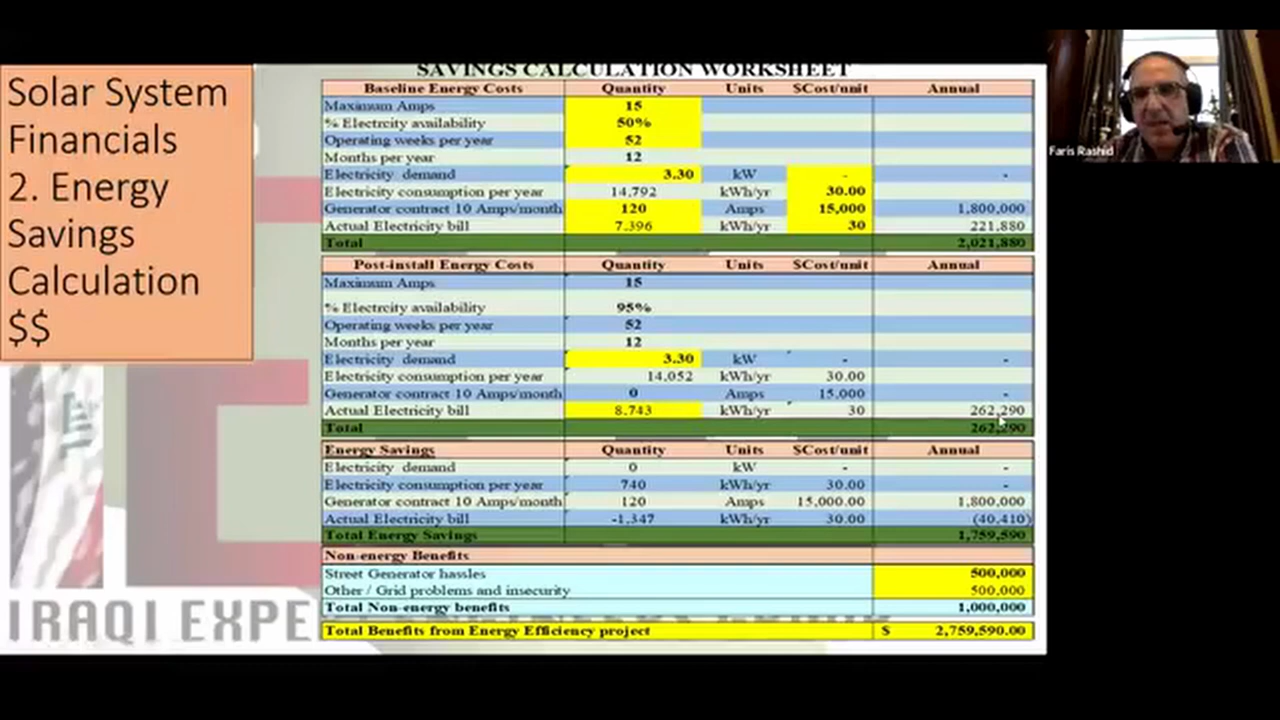 Solar System
Financials
2. Energy
Savings
Calculation
$$
SAVINGS CALCULATION WORKSHEET
Baseline Energy Costs Quantity Units $Cost/unit Annual
Maximum Amps 15
% Electrcity availability 50%
Operating weeks per year 52
Months per year 12
Electricity demand 3.30 kW - -
Electricity consumption per year 14,792 kWh/yr 30.00
Generator contract 10 Amps/month 120 Amps 15,000 1,800,000
Actual Electricity bill 7,396 kWh/yr 30 221,880
Total 2,021,880
Post-install Energy Costs Quantity Units $Cost/unit Annual
Maximum Amps 15
% Electrcity availability 95%
Operating weeks per year 52
Months per year 12
Electricity demand 3.30 kW - -
Electricity consumption per year 14,052 kWh/yr 30.00
Generator contract 10 Amps/month 0 Amps 15,000 -
Actual Electricity bill 8,743 kWh/yr 30 262,290
Total 262,290
Energy Savings Quantity Units $Cost/unit Annual
Electricity demand 0 kW - -
Electricity consumption per year 740 kWh/yr 30.00 -
Generator contract 10 Amps/month 120 Amps 15,000.00 1,800,000
Actual Electricity bill -1,347 kWh/yr 30.00 (40,410)
Total Energy Savings 1,759,590
Non-energy Benefits
Street Generator hassles 500,000
Other / Grid problems and insecurity 500,000
Total Non-energy benefits 1,000,000
Total Benefits from Energy Efficiency project $ 2,759,590.00
IRAQI
Faris Rashid